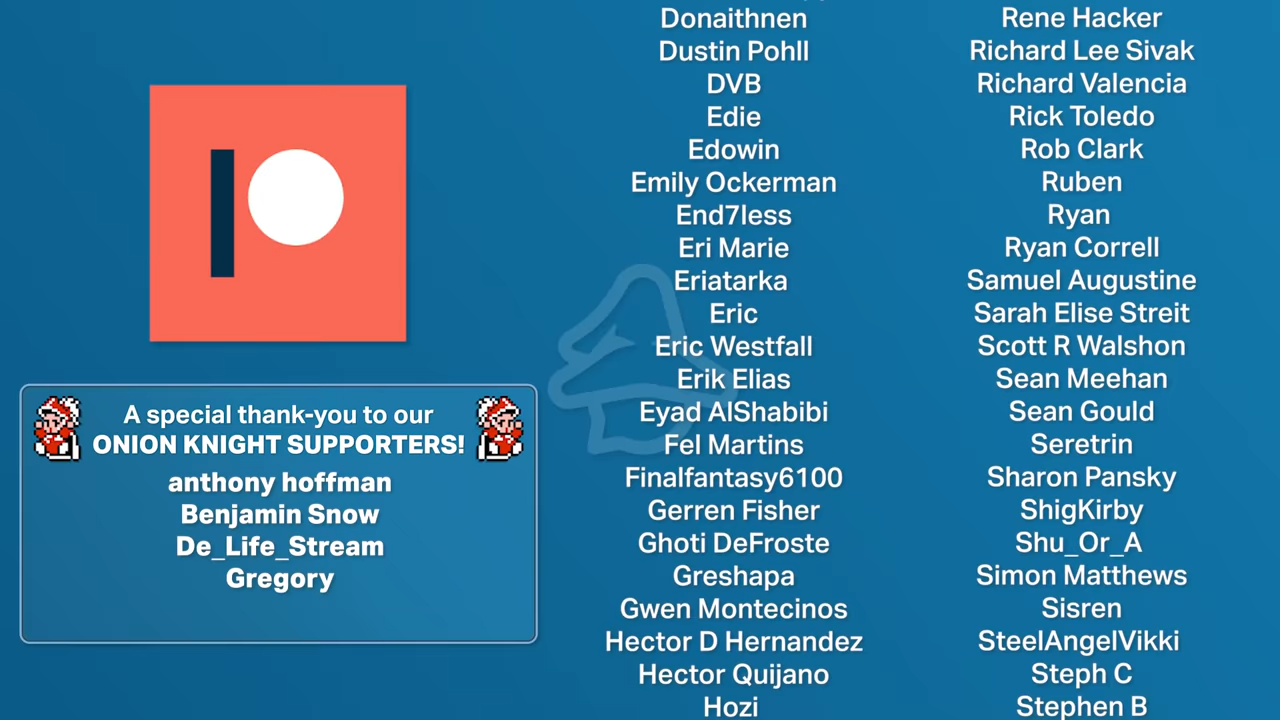 A special thank-you to our
ONION KNIGHT SUPPORTERS!
anthony hoffman
Benjamin Snow
De_Life_Stream
Gregory
Donaithnen
Dustin Pohll
DVB
Edie
Edowin
Emily Ockerman
End7less
Eri Marie
Eriatarka
Eric
Eric Westfall
Erik Elias
Eyad AlShabibi
Fel Martins
Finalfantasy6100
Gerren Fisher
Ghoti DeFroste
Greshapa
Gwen Montecinos
Hector D Hernandez
Hector Quijano
Hozi
Rene Hacker
Richard Lee Sivak
Richard Valencia
Rick Toledo
Rob Clark
Ruben
Ryan
Ryan Correll
Samuel Augustine
Sarah Elise Streit
Scott R Walshon
Sean Meehan
Sean Gould
Seretrin
Sharon Pansky
ShigKirby
Shu_Or_A
Simon Matthews
Sisren
SteelAngelVikki
Steph C
Stephen B